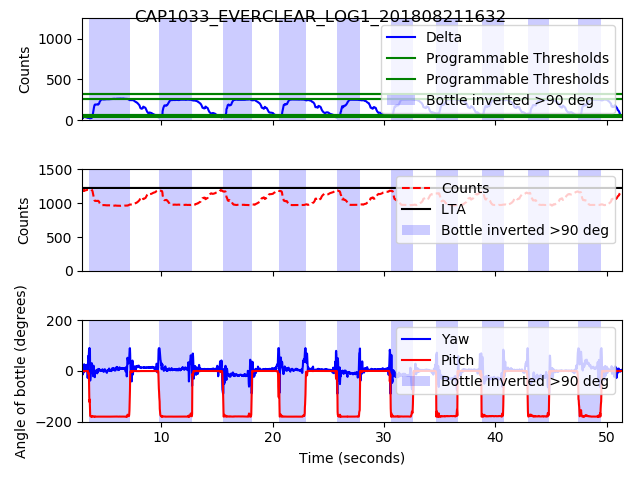 CAP1033_EVERCLEAR_LOG1_201808211632
1000
500
0
Counts
Delta
Programmable Thresholds
Programmable Thresholds
Bottle inverted >90 deg
1500
1000
500
0
Counts
Counts
LTA
Bottle inverted >90 deg
200
0
−200
Angle of bottle (degrees)
Yaw
Pitch
Bottle inverted >90 deg
10 20 30 40 50
Time (seconds)